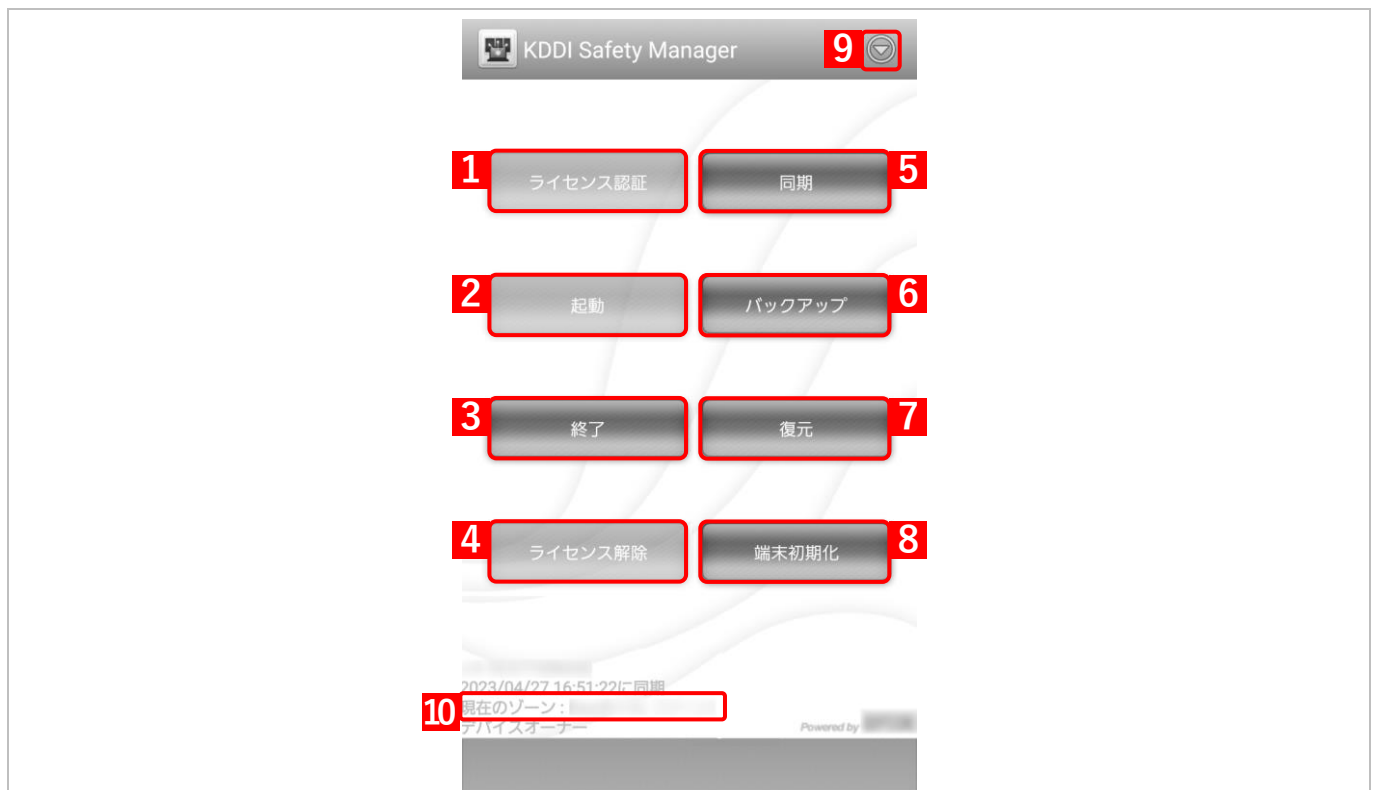 KDDI Safety Manager
9
1
ライセンス認証
同期
5
2
起動
バックアップ
6
3
終了
復元
7
4
ライセンス解除
端末初期化
8
2023/04/27 16:51:22に同期
10
現在のゾーン :
デバイスオーナー
Powered by